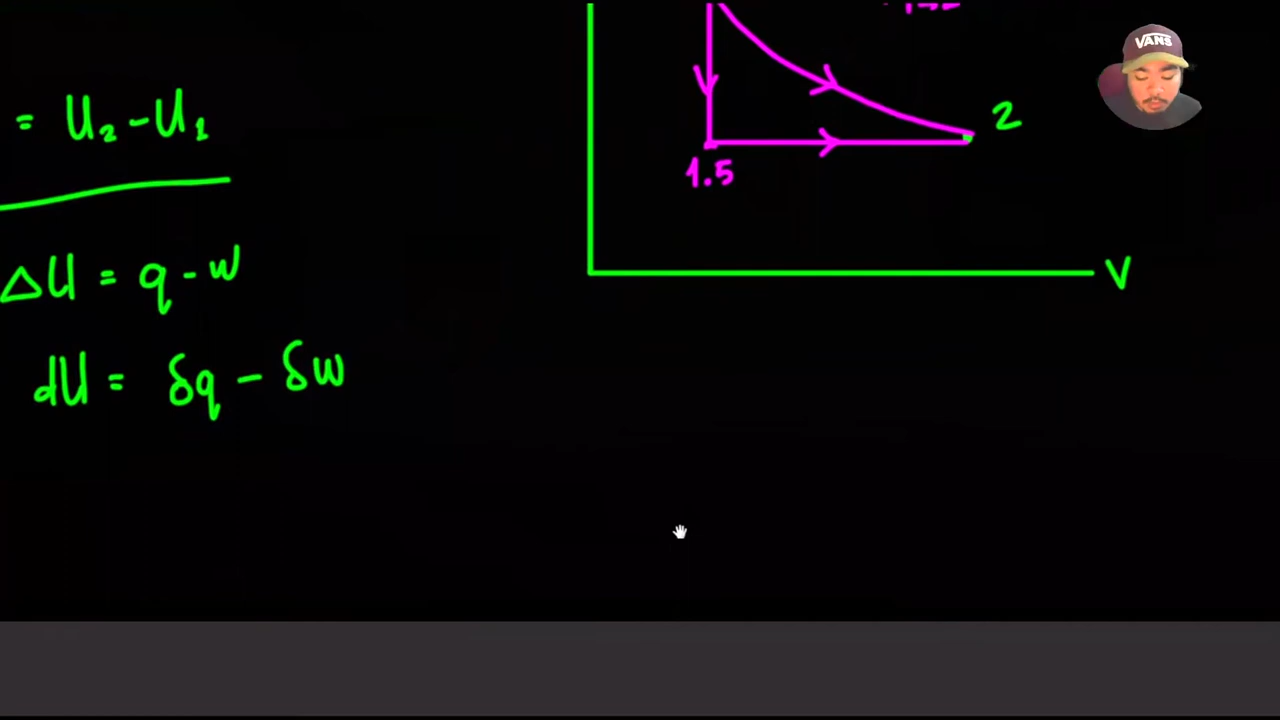 = U₂ - U₁
ΔU = q - w
dU = δq - δw
2
1.5
V
VANS